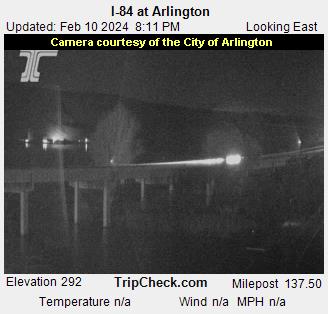 I-84 at Arlington
Updated: Feb 10 2024 8:11 PM Looking East
Camera courtesy of the City of Arlington
Elevation 292 TripCheck.com Milepost 137.50
Temperature n/a Wind n/a MPH n/a